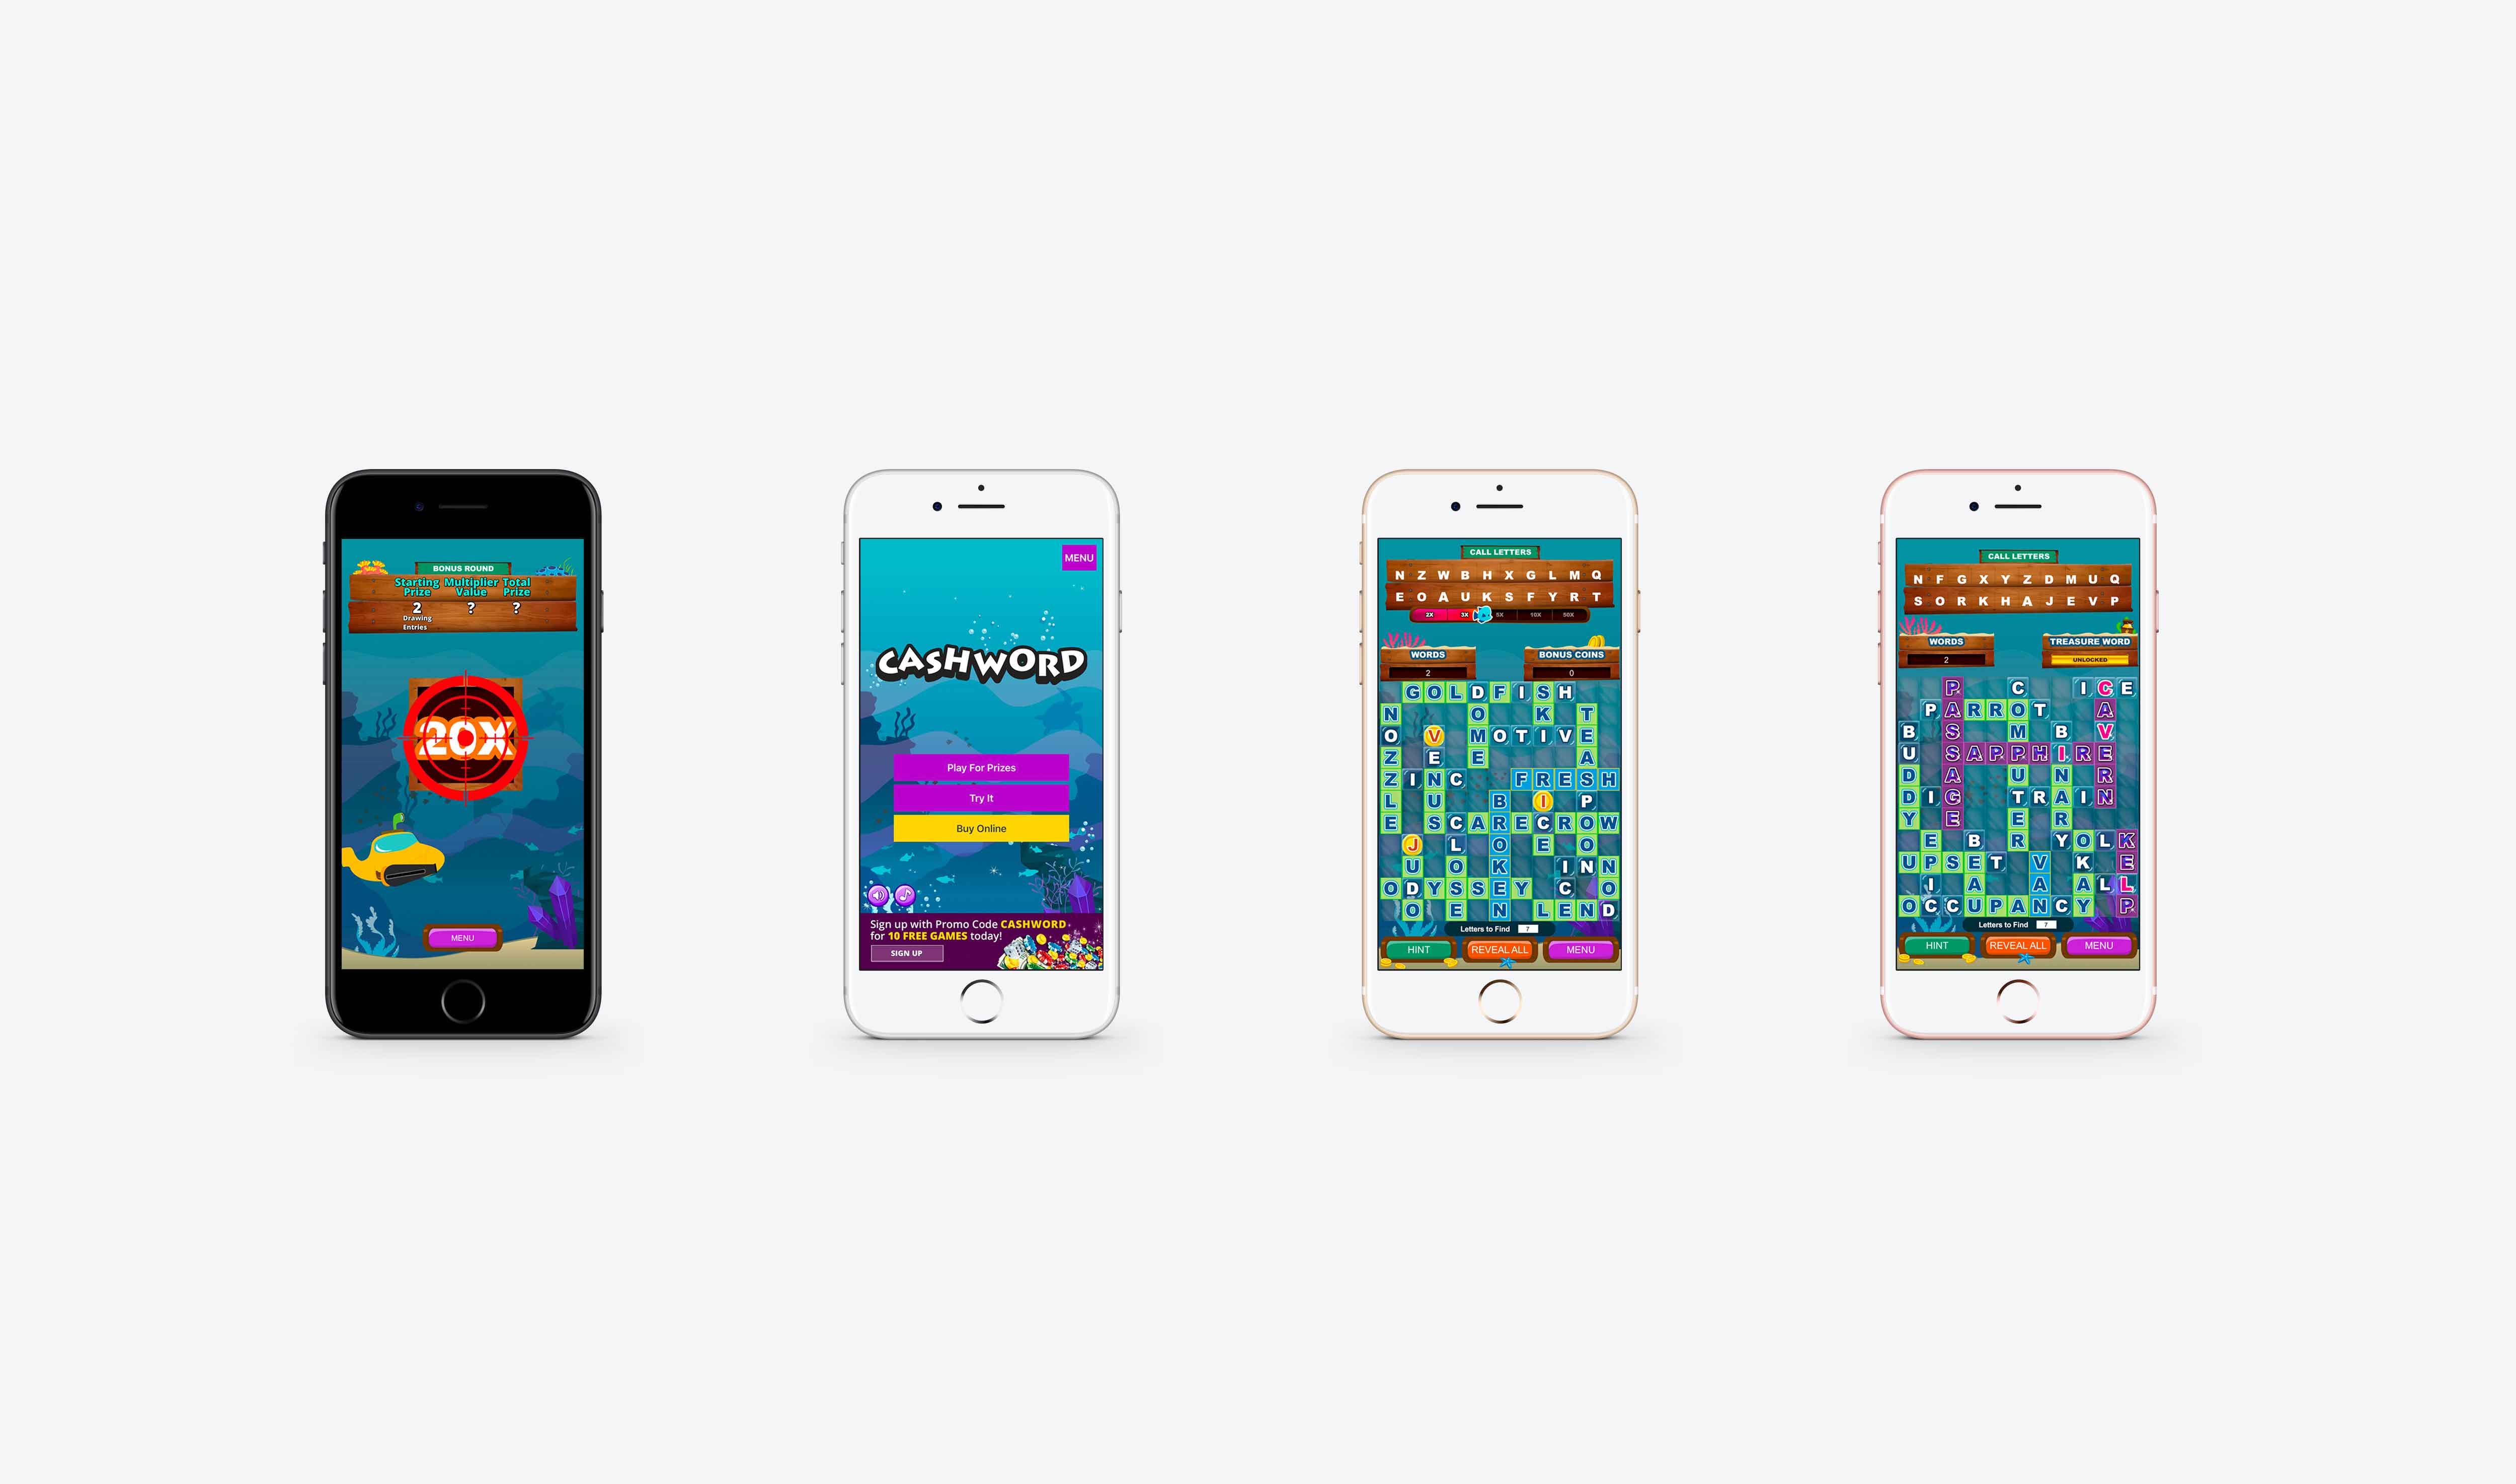 BONUS ROUND
Starting Multiplier Total
Prize Value Prize
2 ? ?
Drawing
Entries
20X
MENU
MENU
CASHWORD
Play For Prizes
Try It
Buy Online
Sign up with Promo Code CASHWORD
for 10 FREE GAMES today!
SIGN UP
CALL LETTERS
N Z W B H X G L M Q
E O A U K S F Y R T
2X 3X 5X 10X 50X
WORDS BONUS COINS
2 0
G O L D F I S H
N O K T
O V M O T I V E
Z E E A
Z I N C F R E S H
L U B I P
E S C A R E C R O W
J L O E O
U O K I N N
O D Y S S E Y C O
O E N L E N D
Letters to Find 7
HINT REVEAL ALL MENU
CALL LETTERS
N F G X Y Z D M U Q
S O R K H A J E V P
WORDS TREASURE WORD
2 UNLOCKED
P C I C E
P A R R O T A
B S M B V
U S A P P H I R E
D A U N R
D I G T R A I N
Y E E R
E B R Y O L K
U P S E T V K E
I A A A L L
O C C U P A N C Y P
Letters to Find 7
HINT REVEAL ALL MENU